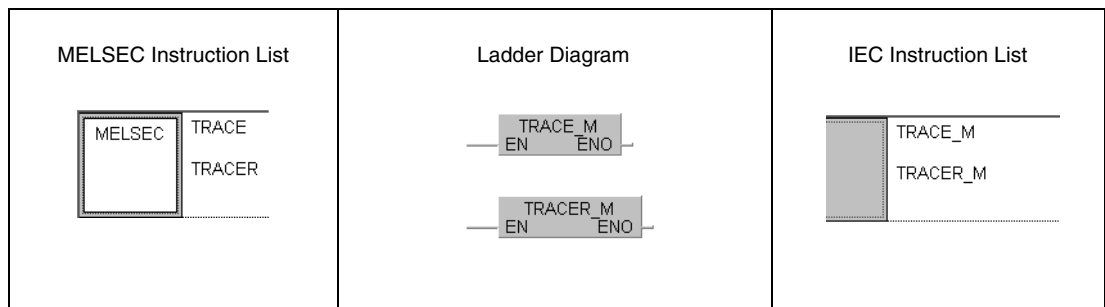 MELSEC Instruction List
MELSEC
TRACE
TRACER
Ladder Diagram
TRACE_M
EN ENO
TRACER_M
EN ENO
IEC Instruction List
TRACE_M
TRACER_M